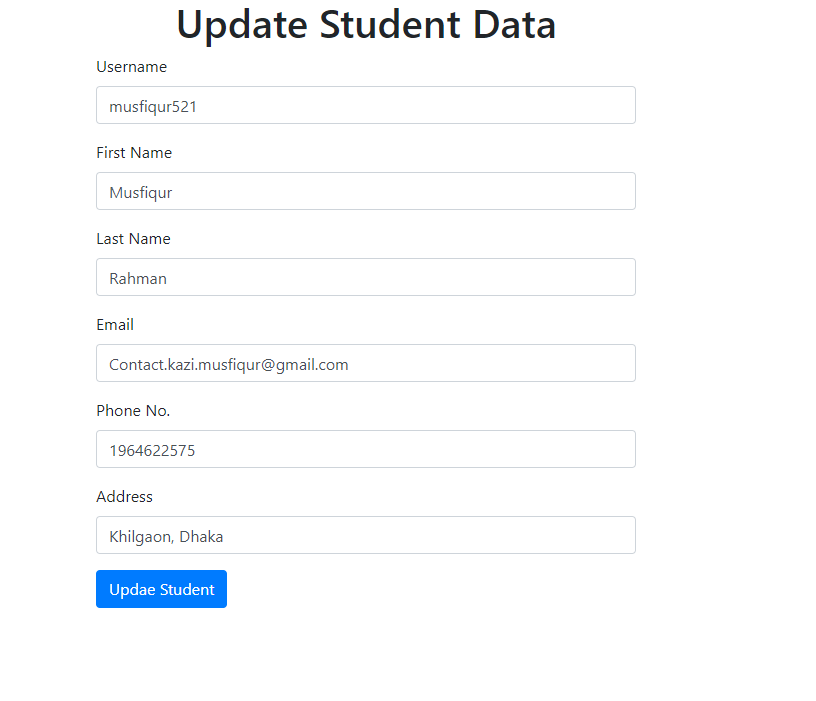 Update Student Data
Username
musfiqur521
First Name
Musfiqur
Last Name
Rahman
Email
Contact.kazi.musfiqur@gmail.com
Phone No.
1964622575
Address
Khilgaon, Dhaka
Updae Student